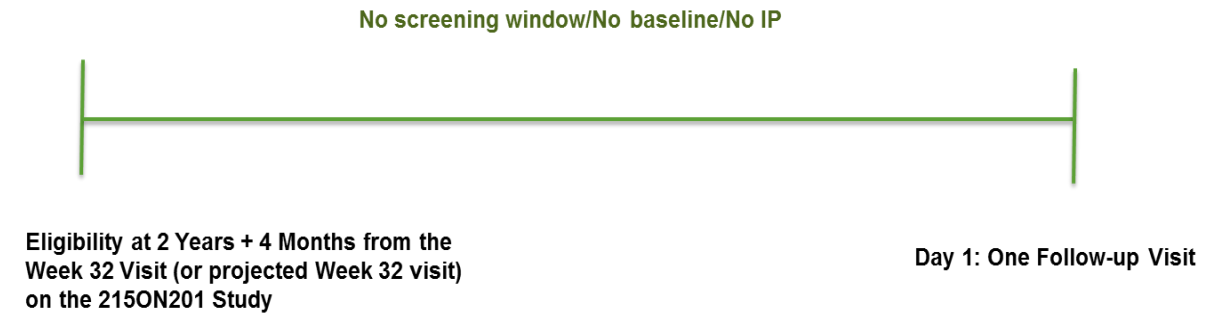 No screening window/No baseline/No IP
Eligibility at 2 Years + 4 Months from the
Week 32 Visit (or projected Week 32 visit)
on the 215ON201 Study
Day 1: One Follow-up Visit